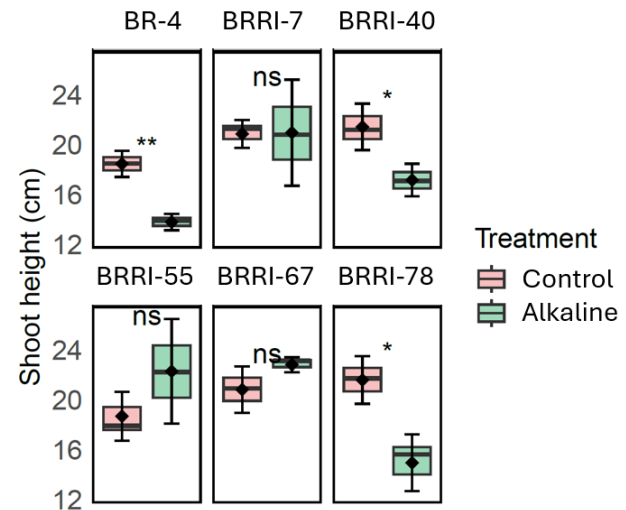 BR-4 BRRI-7 BRRI-40
24 ns *
20 **
16
12
Shoot height (cm)
BRRI-55 BRRI-67 BRRI-78
24 ns ns *
20
16
12
Treatment
Control
Alkaline